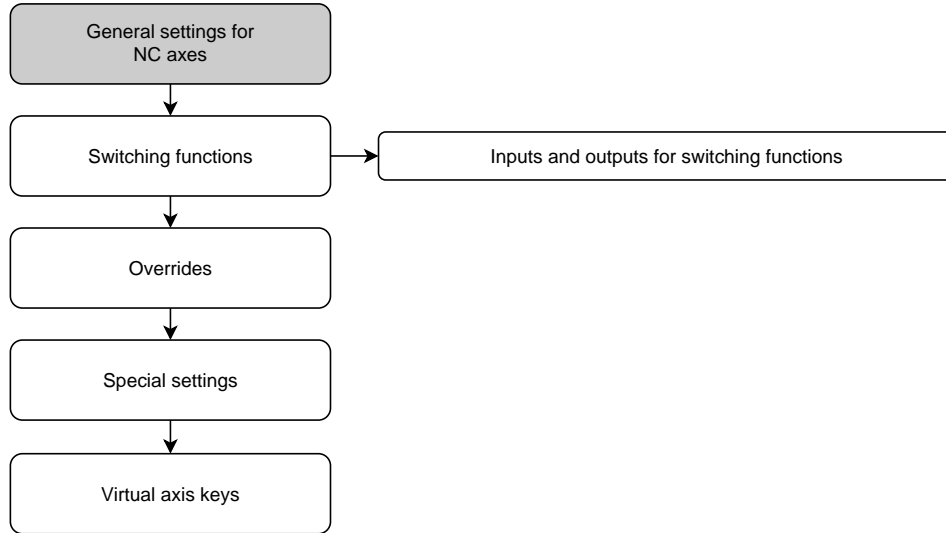 General settings for
NC axes
Switching functions
Inputs and outputs for switching functions
Overrides
Special settings
Virtual axis keys